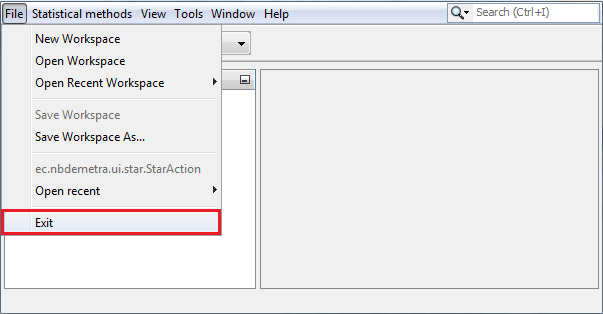 File Statistical methods View Tools Window Help Search (Ctrl+I)
New Workspace
Open Workspace
Open Recent Workspace
Save Workspace
Save Workspace As...
ec.nbdemetra.ui.star.StarAction
Open recent
Exit